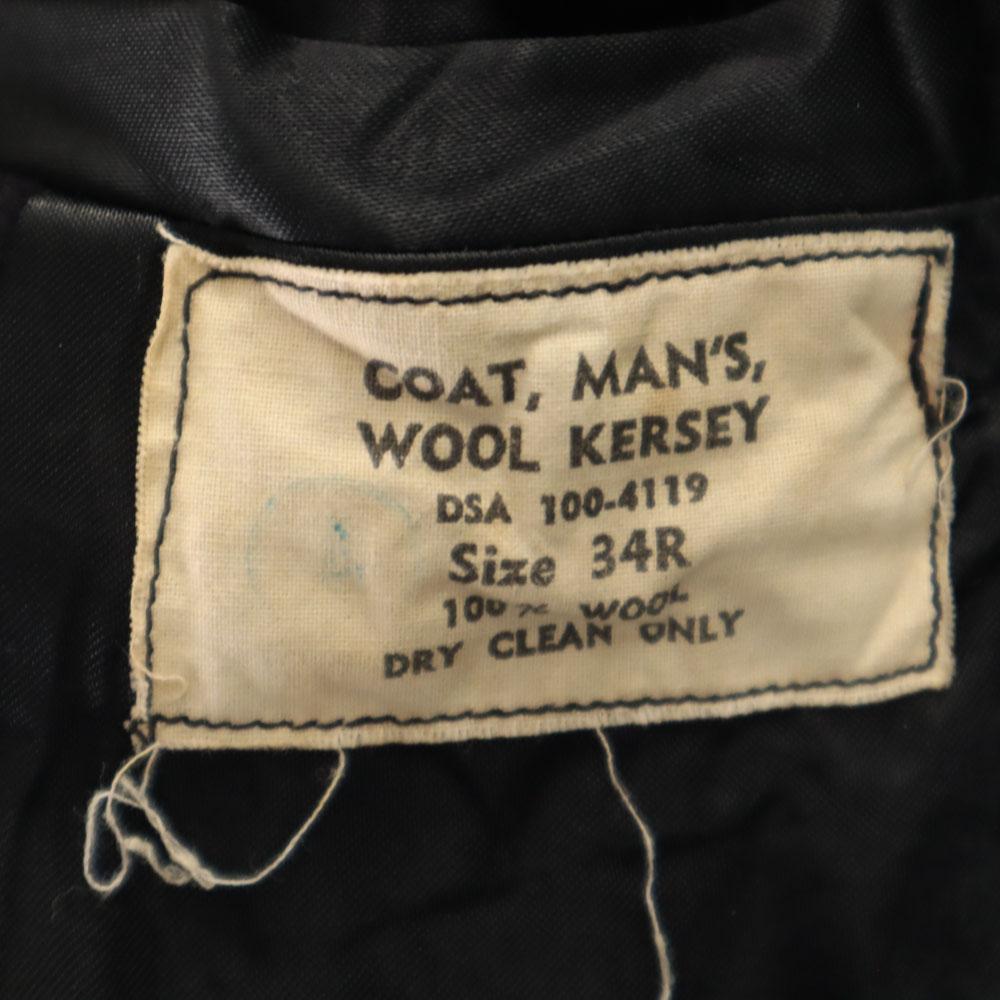 COAT, MAN'S,
WOOL KERSEY
DSA 100-4119
Size 34R
100% WOOL
DRY CLEAN ONLY